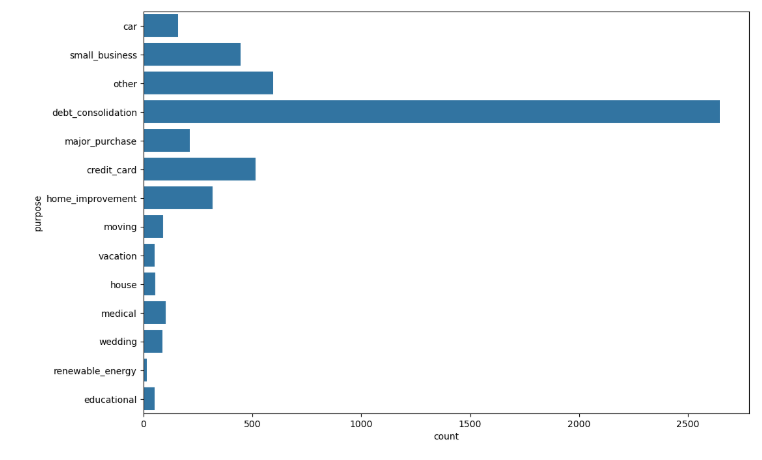 car
small_business
other
debt_consolidation
major_purchase
credit_card
home_improvement
moving
vacation
house
medical
wedding
renewable_energy
educational
purpose
0 500 1000 1500 2000 2500
count